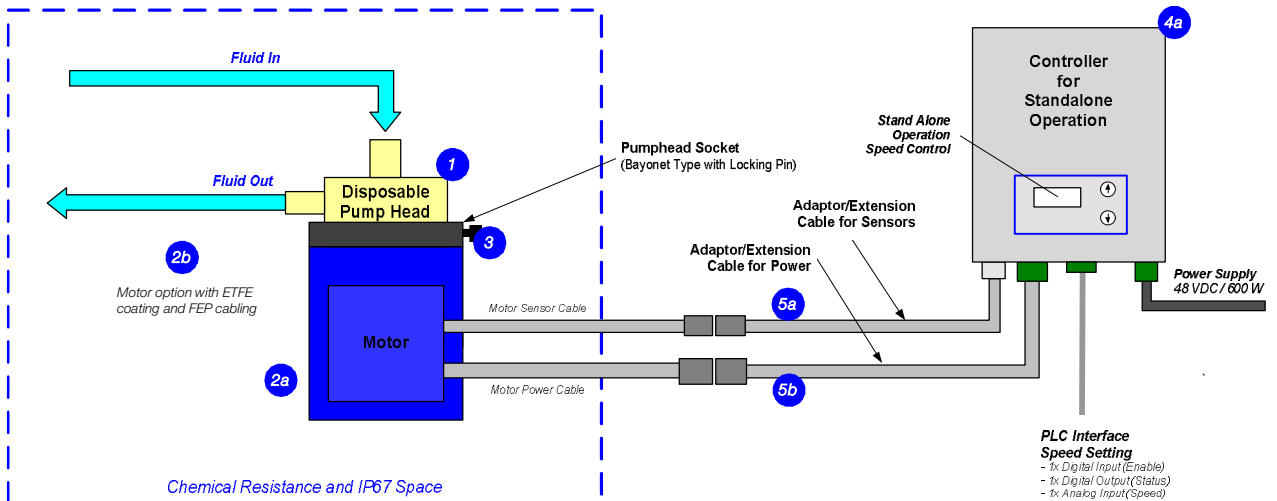 Fluid In
1
Disposable
Pump Head
Fluid Out
Pumphead Socket
(Bayonet Type with Locking Pin)
3
2b
Motor option with ETFE
coating and FEP cabling
Motor
2a
Motor Sensor Cable
Motor Power Cable
Chemical Resistance and IP67 Space
4a
Controller
for
Standalone
Operation
Stand Alone
Operation
Speed Control
Adaptor/Extension
Cable for Sensors
Adaptor/Extension
Cable for Power
5a
5b
Power Supply
48 VDC / 600 W
PLC Interface
Speed Setting
- 1x Digital Input (Enable)
- 1x Digital Output (Status)
- 1x Analog Input (Speed)